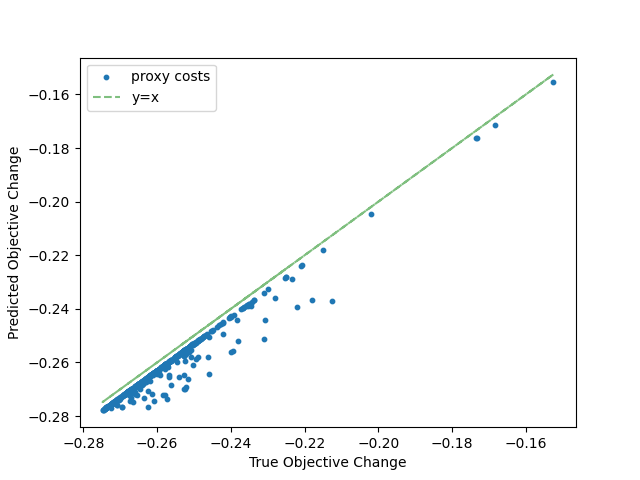 proxy costs
y=x
−0.16
−0.18
−0.20
−0.22
−0.24
−0.26
−0.28
Predicted Objective Change
−0.28 −0.26 −0.24 −0.22 −0.20 −0.18 −0.16
True Objective Change